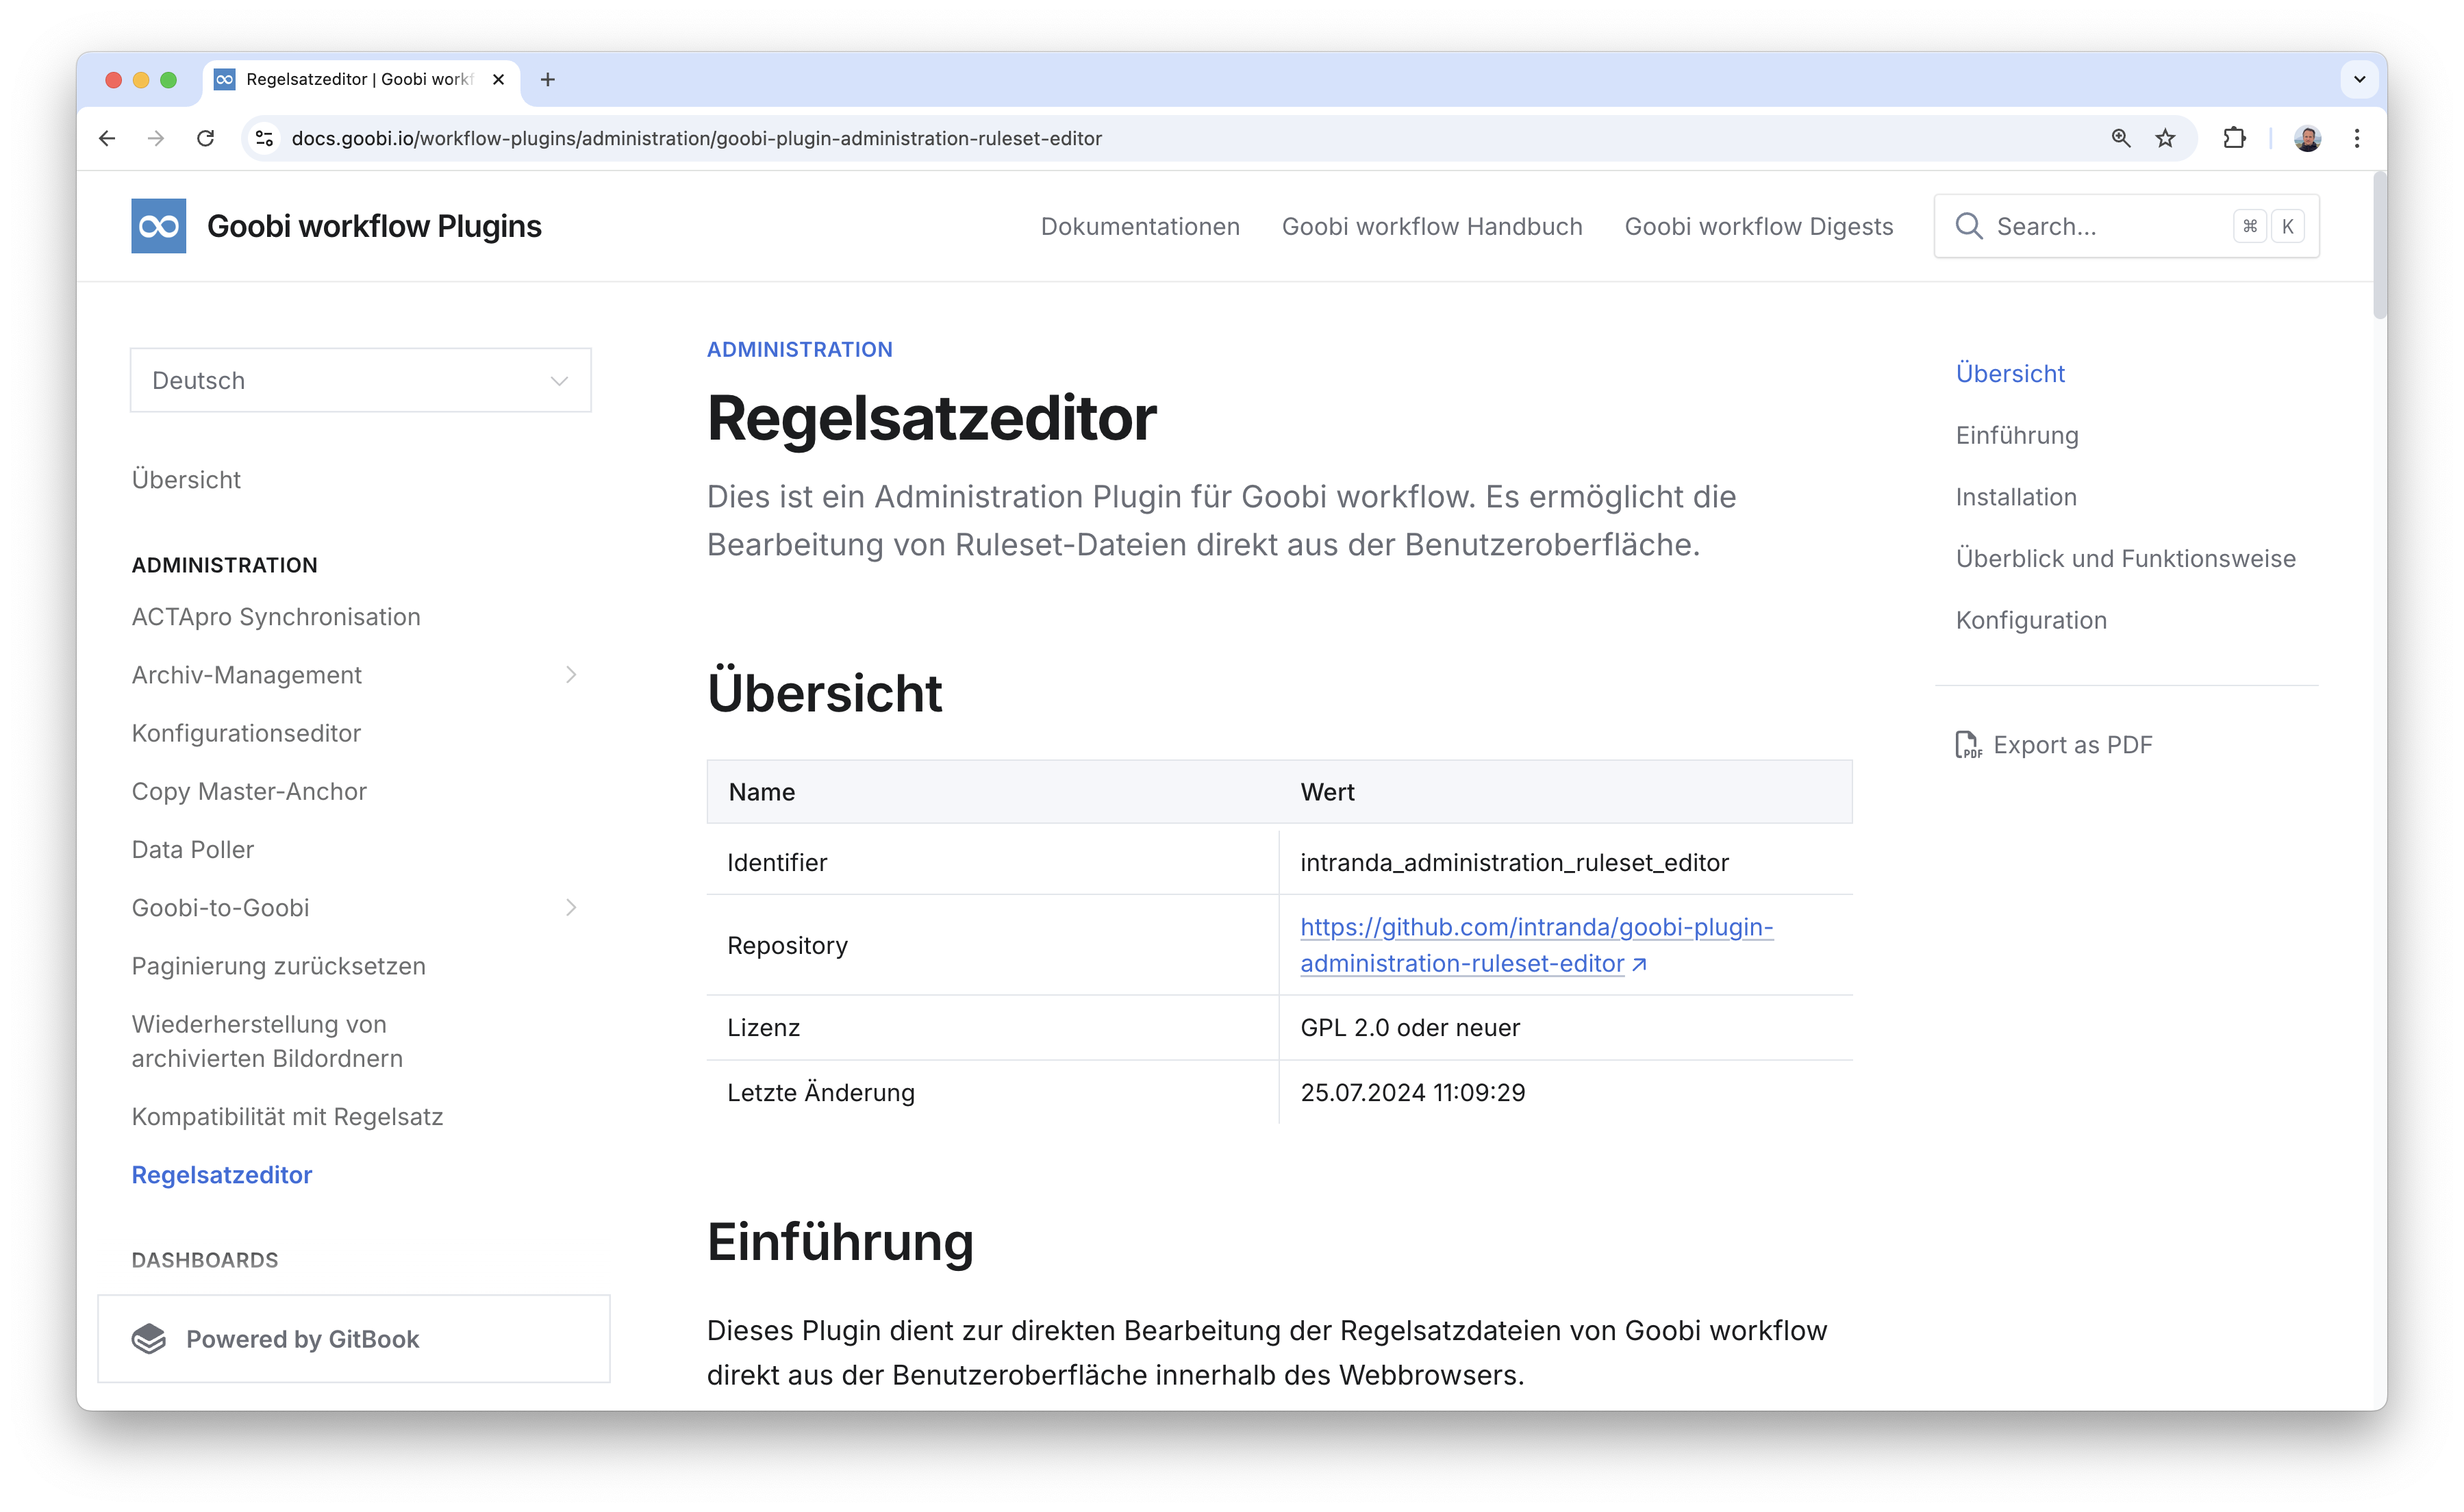 Regelsatzeditor | Goobi workf
docs.goobi.io/workflow-plugins/administration/goobi-plugin-administration-ruleset-editor
Goobi workflow Plugins
Dokumentationen
Goobi workflow Handbuch
Goobi workflow Digests
Search...
⌘
K
Deutsch
Übersicht
ADMINISTRATION
ACTApro Synchronisation
Archiv-Management
Konfigurationseditor
Copy Master-Anchor
Data Poller
Goobi-to-Goobi
Paginierung zurücksetzen
Wiederherstellung von
archivierten Bildordnern
Kompatibilität mit Regelsatz
Regelsatzeditor
DASHBOARDS
Powered by GitBook
ADMINISTRATION
Regelsatzeditor
Dies ist ein Administration Plugin für Goobi workflow. Es ermöglicht die
Bearbeitung von Ruleset-Dateien direkt aus der Benutzeroberfläche.
Übersicht
Name
Wert
Identifier
intranda_administration_ruleset_editor
Repository
https://github.com/intranda/goobi-plugin-
administration-ruleset-editor
Lizenz
GPL 2.0 oder neuer
Letzte Änderung
25.07.2024 11:09:29
Einführung
Dieses Plugin dient zur direkten Bearbeitung der Regelsatzdateien von Goobi workflow
direkt aus der Benutzeroberfläche innerhalb des Webbrowsers.
Übersicht
Einführung
Installation
Überblick und Funktionsweise
Konfiguration
PDF
Export as PDF